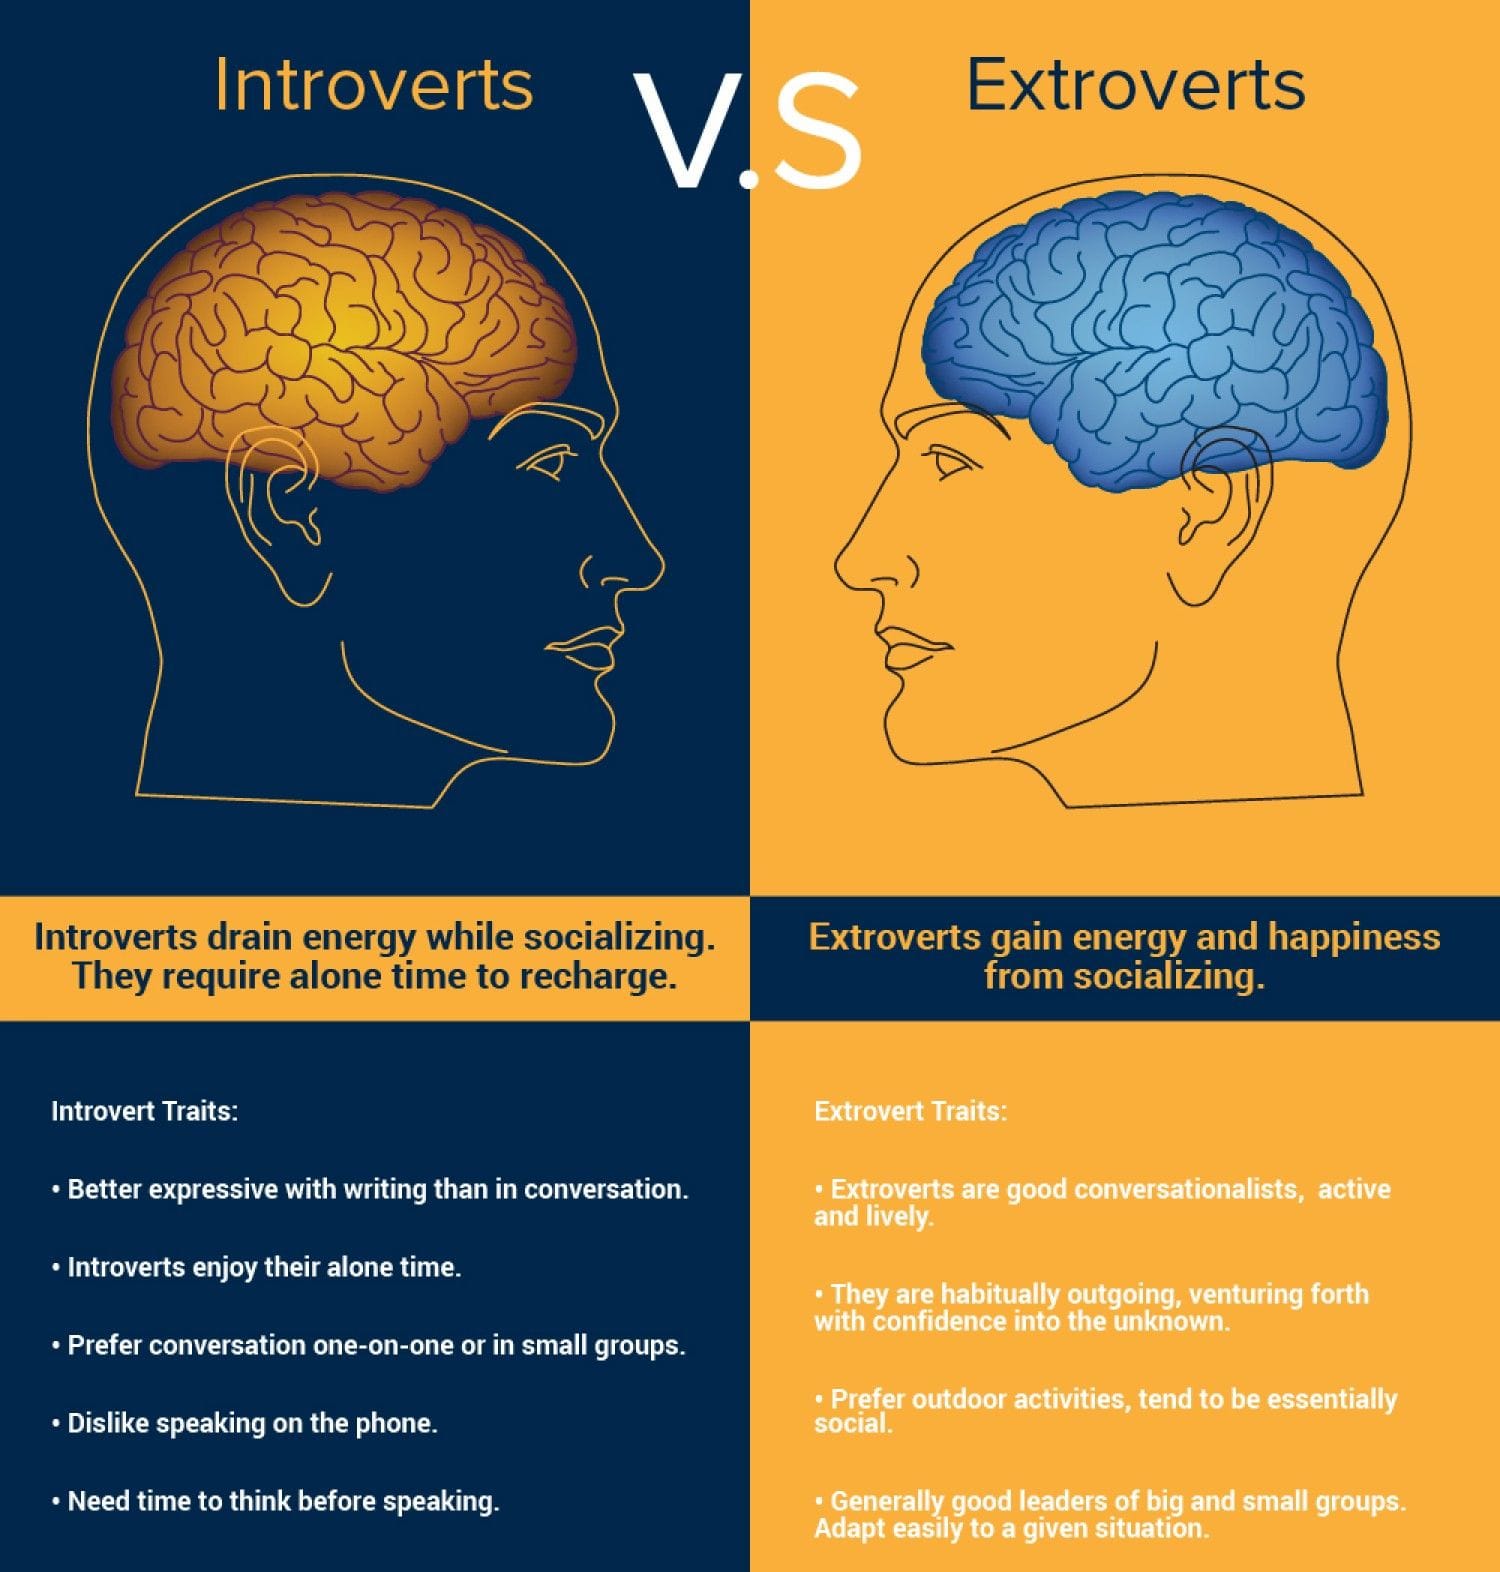 Introverts
V.S
Extroverts
Introverts drain energy while socializing.
They require alone time to recharge.
Extroverts gain energy and happiness
from socializing.
Introvert Traits:
• Better expressive with writing than in conversation.
• Introverts enjoy their alone time.
• Prefer conversation one-on-one or in small groups.
• Dislike speaking on the phone.
• Need time to think before speaking.
Extrovert Traits:
• Extroverts are good conversationalists,  active
and lively.
• They are habitually outgoing, venturing forth
with confidence into the unknown.
• Prefer outdoor activities, tend to be essentially
social.
• Generally good leaders of big and small groups.
Adapt easily to a given situation.